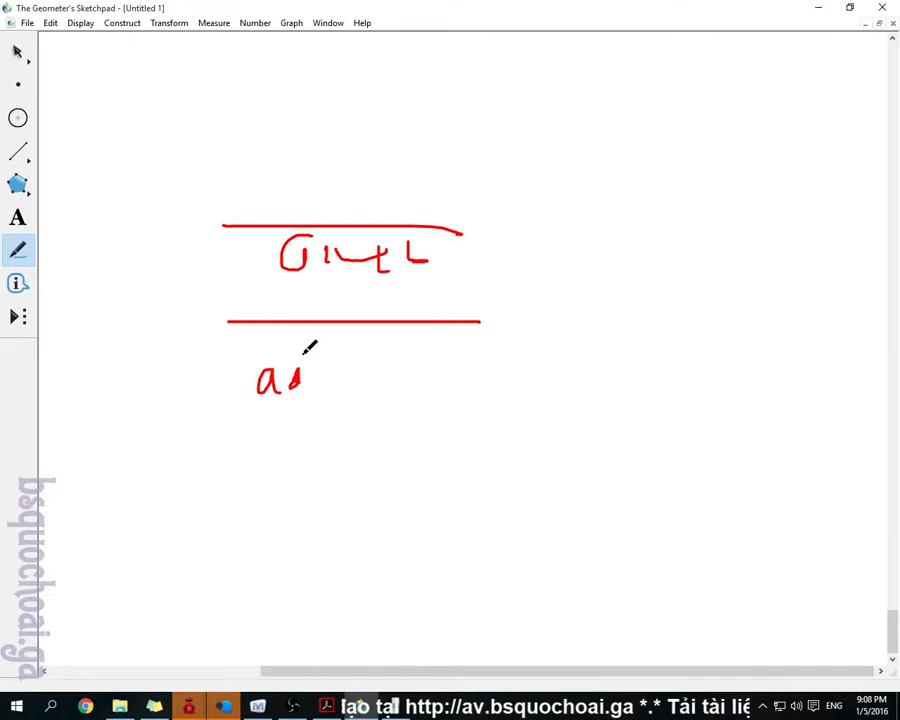 The Geometer's Sketchpad - [Untitled 1]
File Edit Display Construct Transform Measure Number Graph Window Help
A
bsquochoai.ga
ENG
9:08 PM
1/5/2016
tạo tại http://av.bsquochoai.ga *.* Tải tài liệ